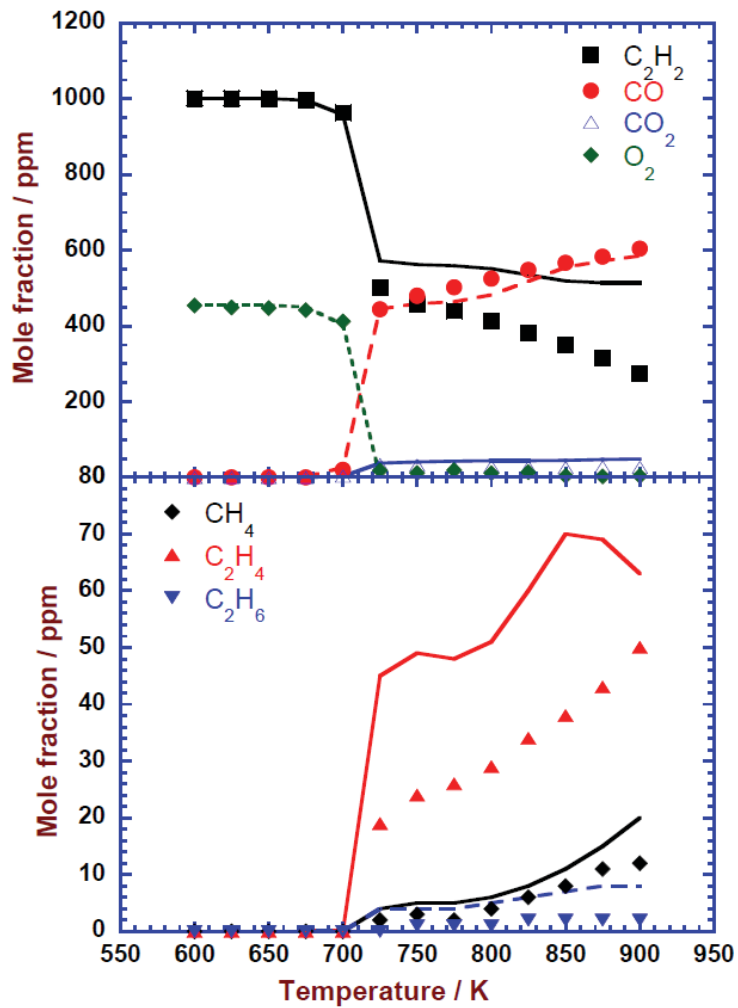 1200
1000
800
600
400
200
80
Mole fraction / ppm
C₂H₂
CO
CO₂
O₂
70
60
50
40
30
20
10
0
Mole fraction / ppm
CH₄
C₂H₄
C₂H₆
550 600 650 700 750 800 850 900 950
Temperature / K